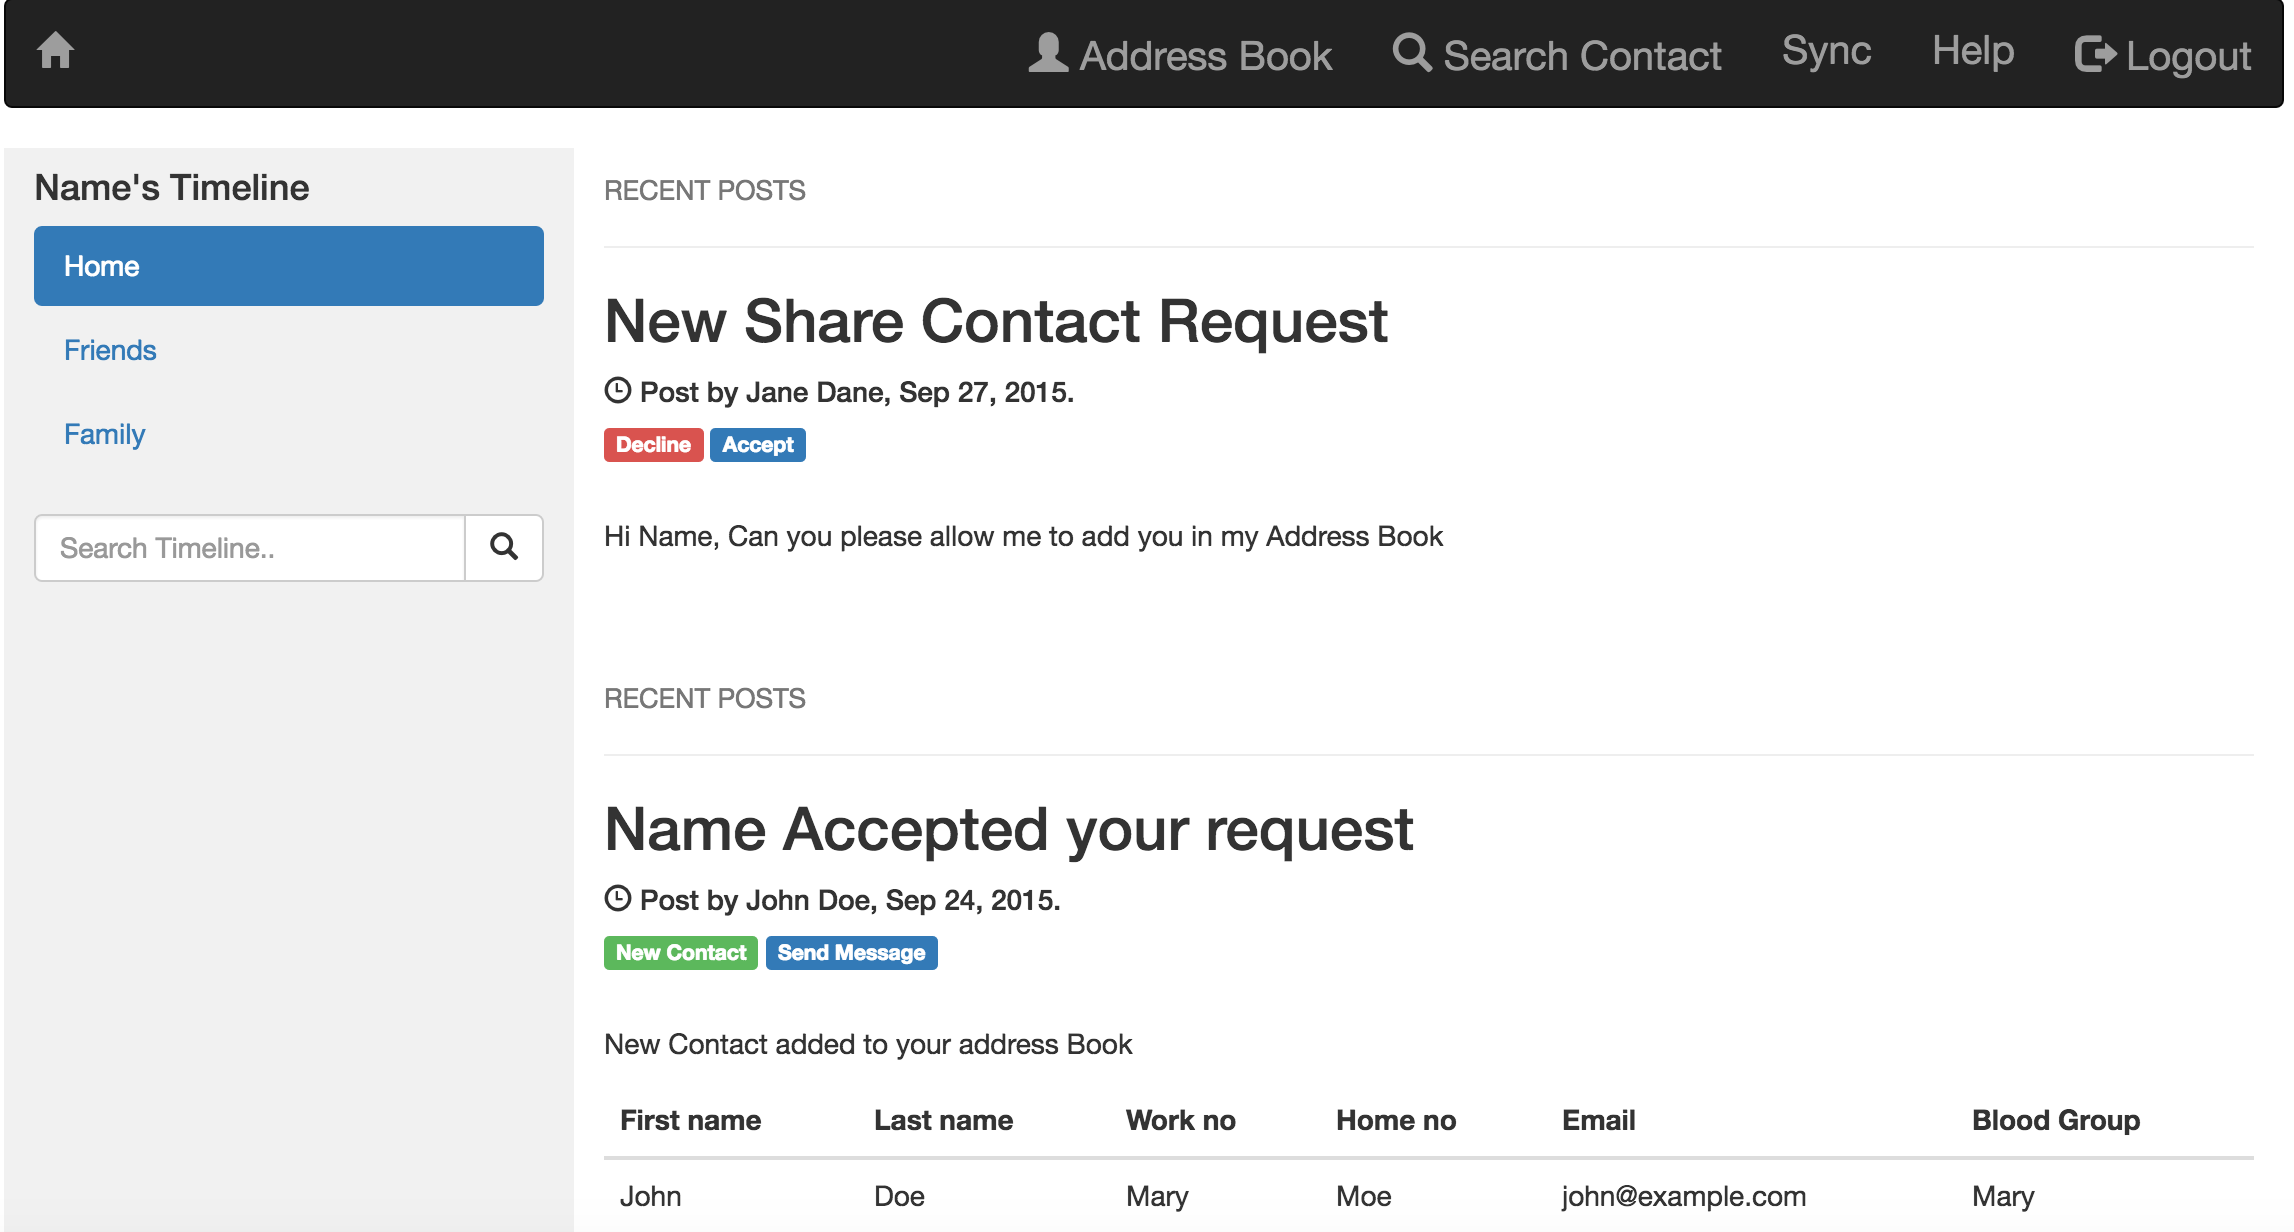 Address Book Search Contact Sync Help Logout
Name's Timeline
Home
Friends
Family
Search Timeline..
RECENT POSTS
New Share Contact Request
Post by Jane Dane, Sep 27, 2015.
Decline Accept
Hi Name, Can you please allow me to add you in my Address Book
RECENT POSTS
Name Accepted your request
Post by John Doe, Sep 24, 2015.
New Contact Send Message
New Contact added to your address Book
First name Last name Work no Home no Email Blood Group
John Doe Mary Moe john@example.com Mary